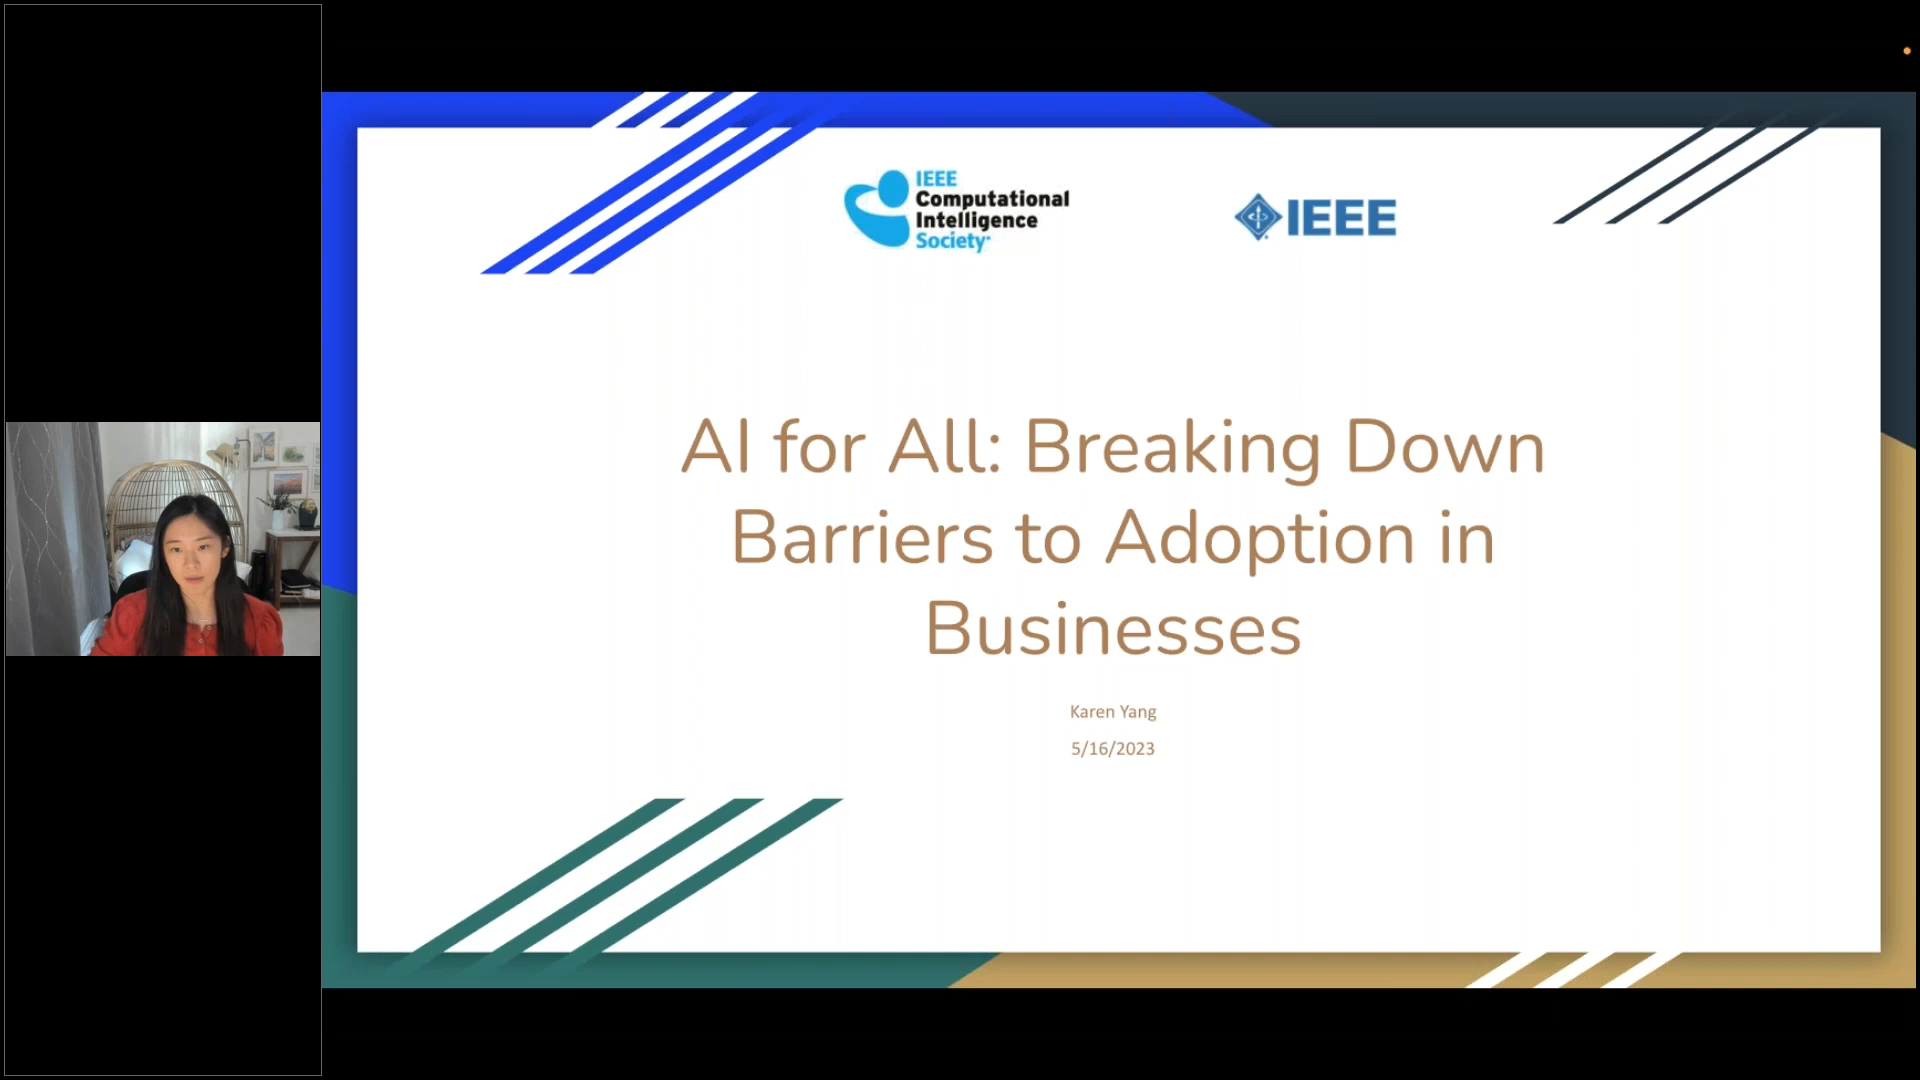 IEEE
Computational
Intelligence
Society
IEEE
AI for All: Breaking Down
Barriers to Adoption in
Businesses
Karen Yang
5/16/2023